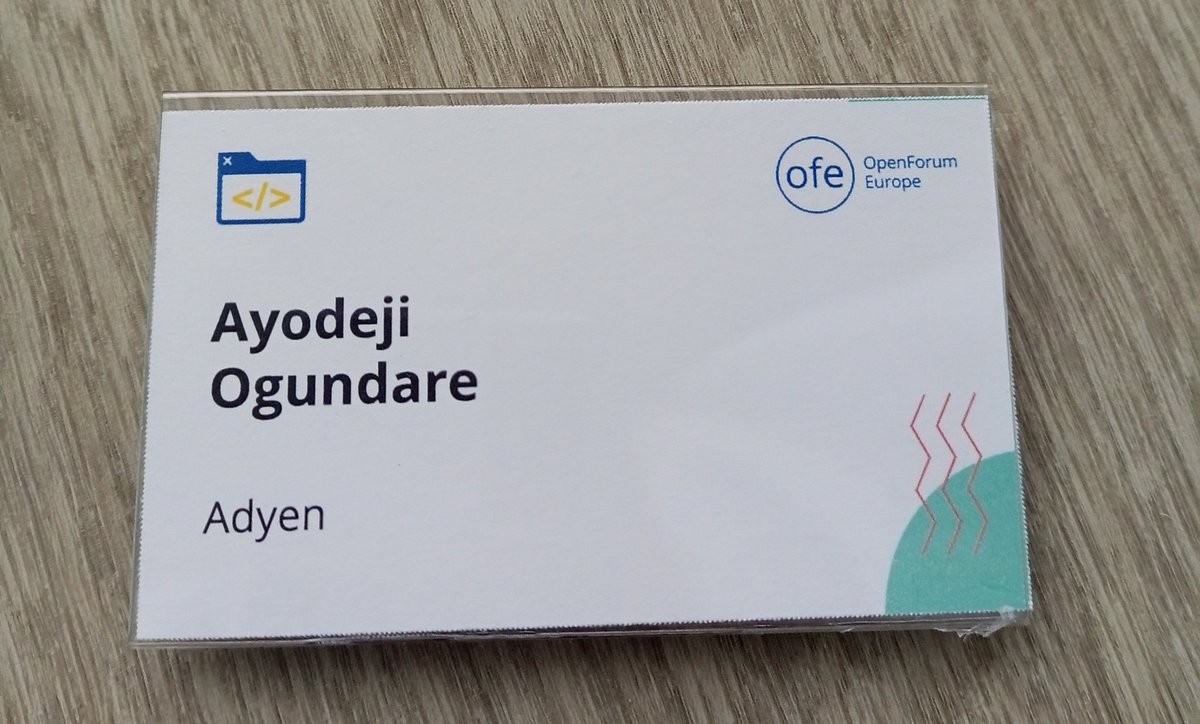 x
</>
ofe
OpenForum
Europe
Ayodeji
Ogundare
Adyen